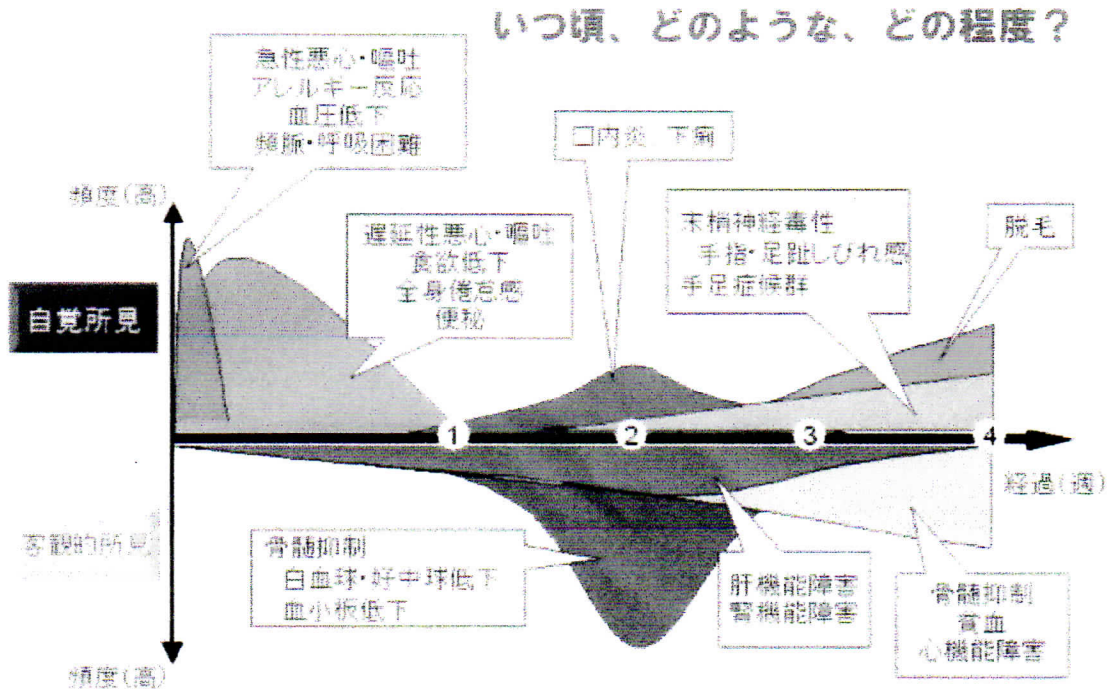 いつ頃、どのような、どの程度？
急性悪心・嘔吐
アレルギー反応
血圧低下
頻脈・呼吸困難
口内炎 下痢
頻度(高)
遅延性悪心・嘔吐
食欲低下
全身倦怠感
便秘
末梢神経毒性
手指・足趾しびれ感
手足症候群
脱毛
自覚所見
1
2
3
4
経過(週)
客観的所見
骨髄抑制
白血球・好中球低下
血小板低下
肝機能障害
腎機能障害
骨髄抑制
貧血
心機能障害
頻度(高)